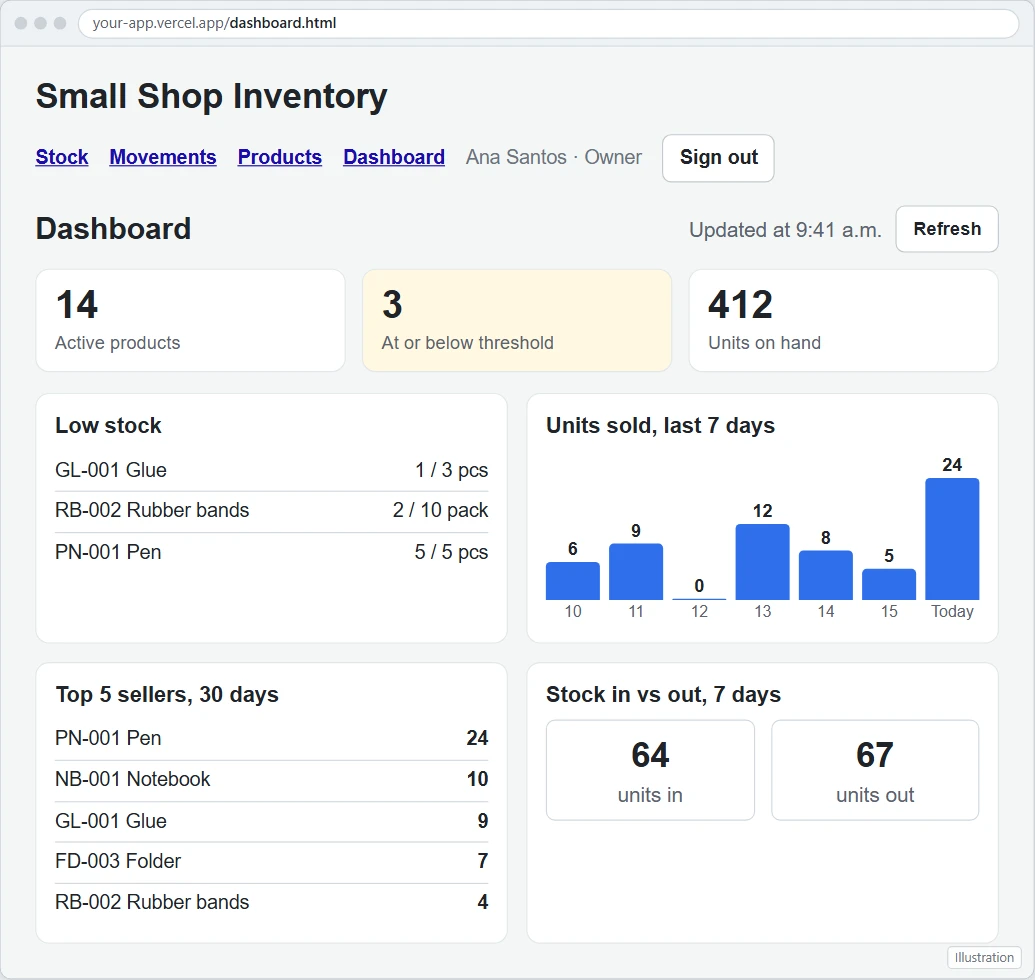 your-app.vercel.app/dashboard.html
Small Shop Inventory
Stock Movements Products Dashboard Ana Santos · Owner Sign out
Dashboard Updated at 9:41 a.m. Refresh
14
Active products
3
At or below threshold
412
Units on hand
Low stock
GL-001 Glue 1 / 3 pcs
RB-002 Rubber bands 2 / 10 pack
PN-001 Pen 5 / 5 pcs
Units sold, last 7 days
6 9 0 12 8 5 24
10 11 12 13 14 15 Today
Top 5 sellers, 30 days
PN-001 Pen 24
NB-001 Notebook 10
GL-001 Glue 9
FD-003 Folder 7
RB-002 Rubber bands 4
Stock in vs out, 7 days
64
units in
67
units out
Illustration